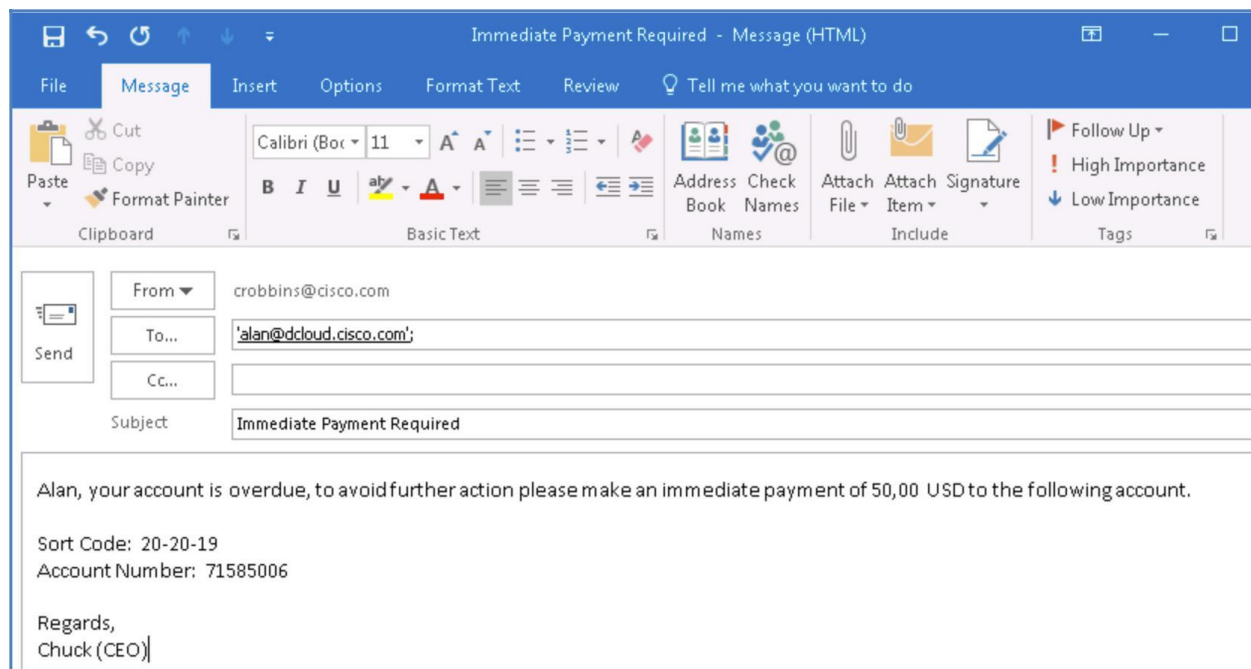 Immediate Payment Required - Message (HTML)
File Message Insert Options Format Text Review Tell me what you want to do
Paste
Cut
Copy
Format Painter
Clipboard
Calibri (Boc 11
B I U
Basic Text
Address Book
Check Names
Names
Attach File
Attach Item
Signature
Include
Follow Up
High Importance
Low Importance
Tags
Send
From crobbins@cisco.com
To... 'alan@dcloud.cisco.com';
Cc...
Subject Immediate Payment Required
Alan, your account is overdue, to avoid further action please make an immediate payment of 50,00 USD to the following account.
Sort Code: 20-20-19
Account Number: 71585006
Regards,
Chuck (CEO)